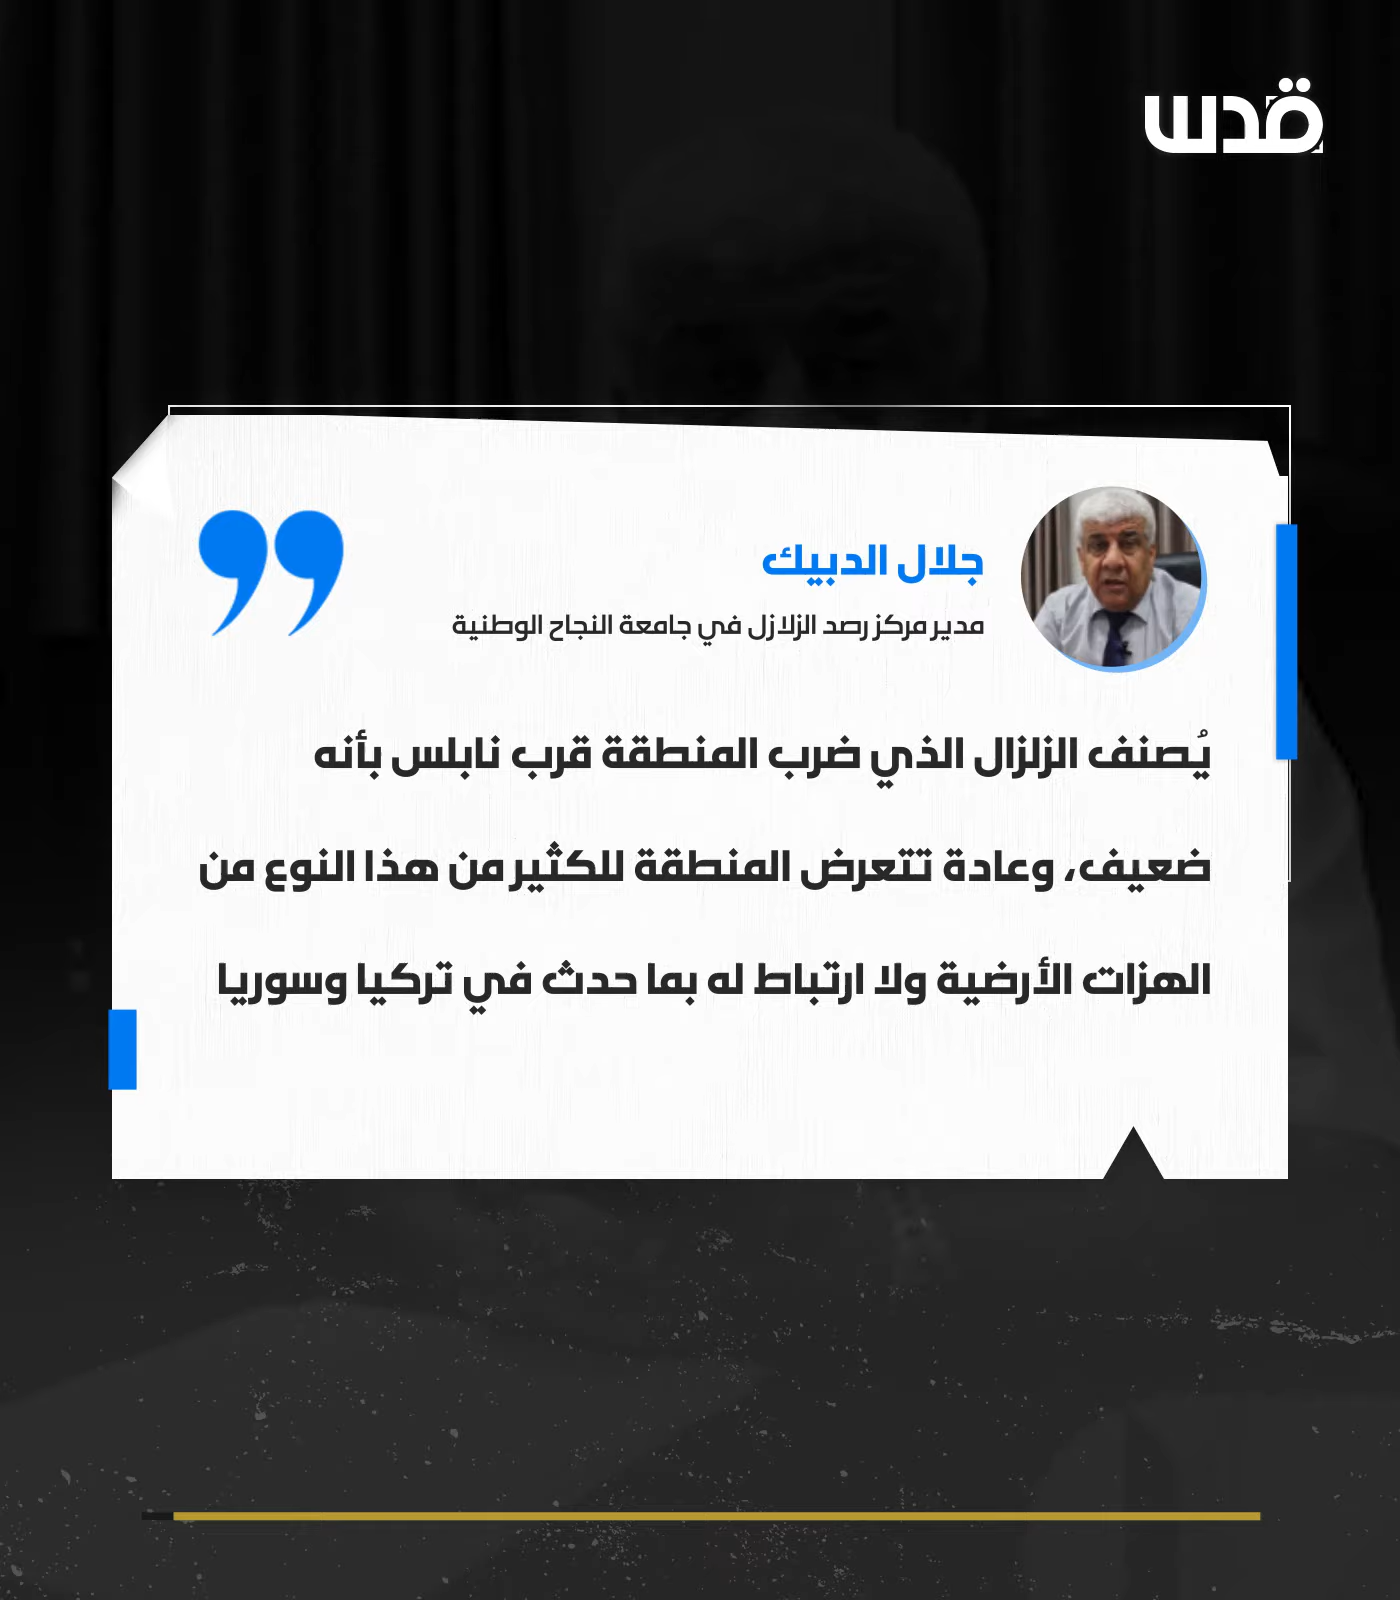 قدس
جلال الدبيك
مدير مركز رصد الزلازل في جامعة النجاح الوطنية
يُصنف الزلزال الذي ضرب المنطقة قرب نابلس بأنه
ضعيف، وعادة تتعرض المنطقة للكثير من هذا النوع من
الهزات الأرضية ولا ارتباط له بما حدث في تركيا وسوريا